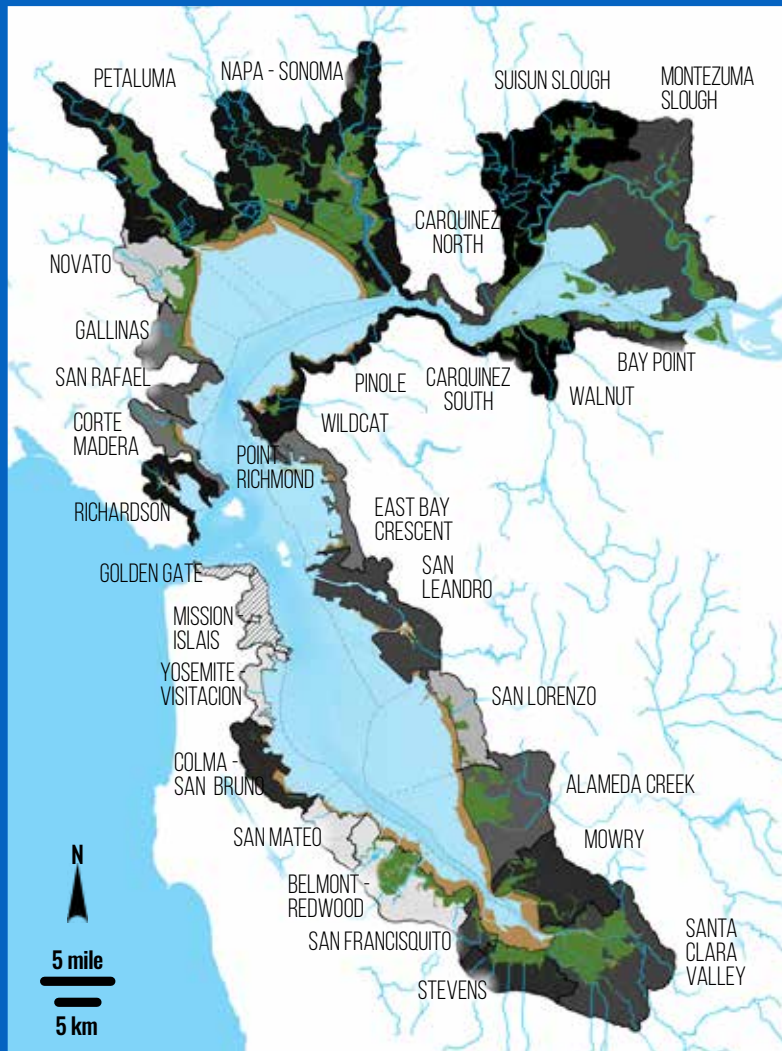 PETALUMA
NAPA - SONOMA
SUISUN SLOUGH
MONTEZUMA
SLOUGH
CARQUINEZ
NORTH
NOVATO
GALLINAS
SAN RAFAEL
CORTE
MADERA
RICHARDSON
PINOLE
CARQUINEZ
SOUTH
BAY POINT
WALNUT
WILDCAT
POINT
RICHMOND
EAST BAY
CRESCENT
SAN
LEANDRO
GOLDEN GATE
MISSION -
ISLAIS
YOSEMITE -
VISITACION
SAN LORENZO
COLMA -
SAN BRUNO
ALAMEDA CREEK
SAN MATEO
MOWRY
BELMONT -
REDWOOD
SAN FRANCISQUITO
SANTA
CLARA
VALLEY
STEVENS
N
5 mile
5 km